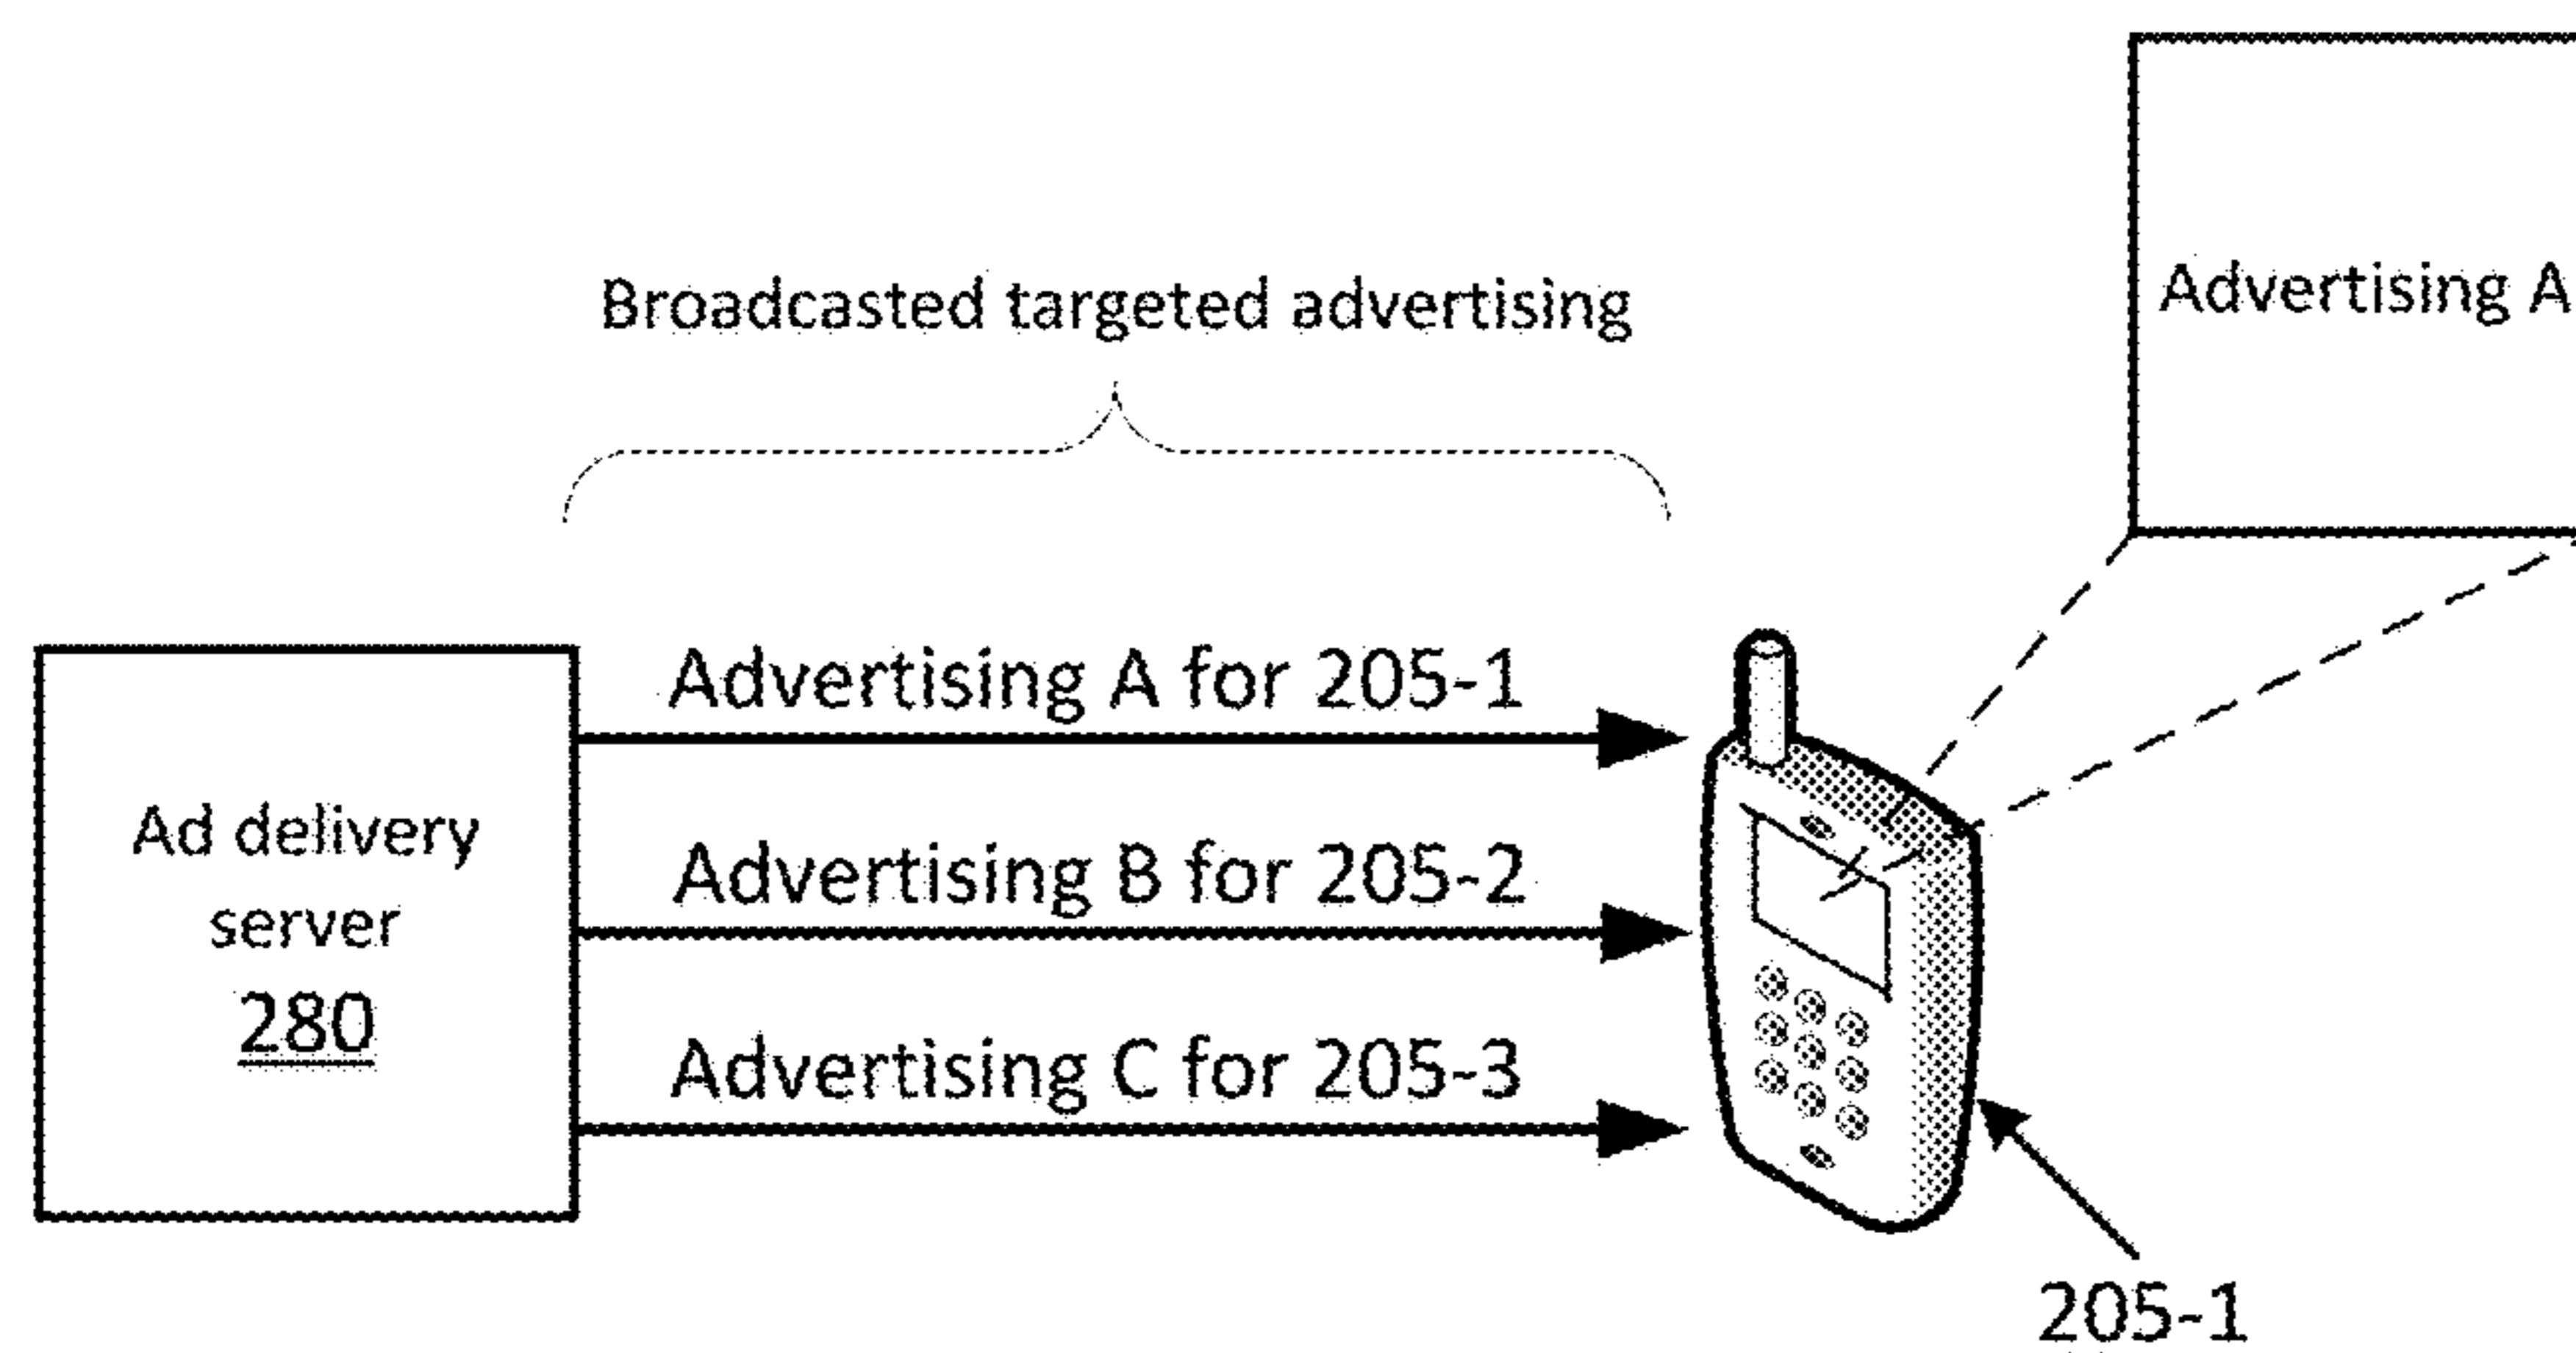 Advertising A
Broadcasted targeted advertising
Advertising A for 205-1
Advertising B for 205-2
Advertising C for 205-3
Ad delivery
server
280
205-1